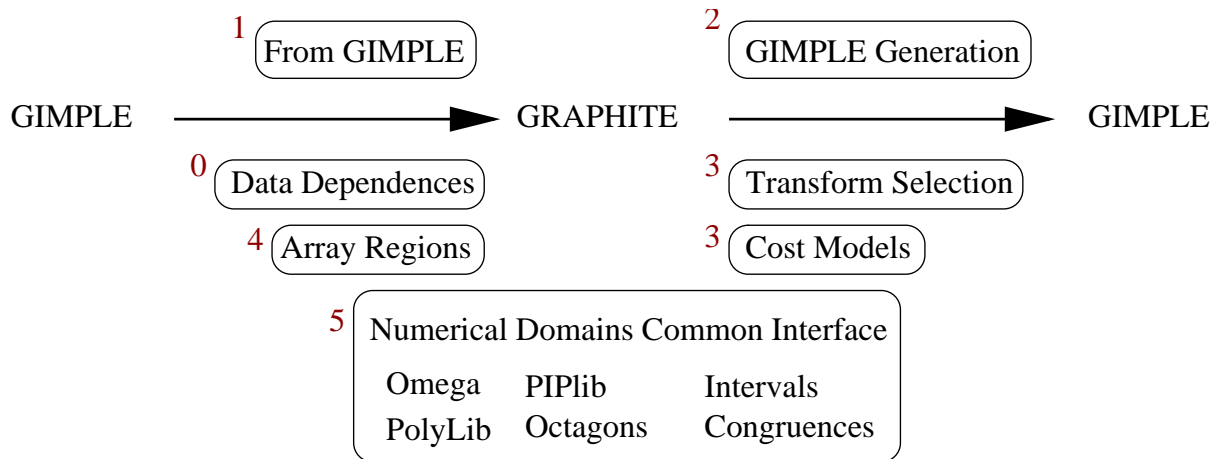 1 From GIMPLE
2 GIMPLE Generation
GIMPLE GRAPHITE GIMPLE
0 Data Dependences
3 Transform Selection
4 Array Regions
3 Cost Models
5 Numerical Domains Common Interface
Omega PIPlib Intervals
PolyLib Octagons Congruences